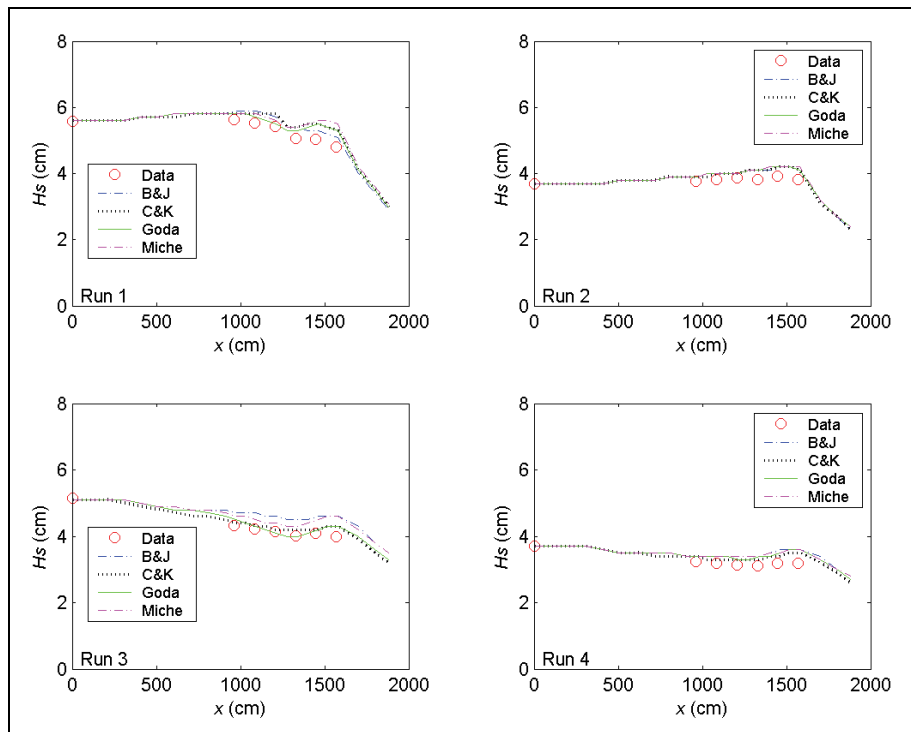 8
6
4
2
0
Hs (cm)
Data
B&J
C&K
Goda
Miche
Run 1
0 500 1000 1500 2000
x (cm)
8
6
4
2
0
Hs (cm)
Data
B&J
C&K
Goda
Miche
Run 2
0 500 1000 1500 2000
x (cm)
8
6
4
2
0
Hs (cm)
Data
B&J
C&K
Goda
Miche
Run 3
0 500 1000 1500 2000
x (cm)
8
6
4
2
0
Hs (cm)
Data
B&J
C&K
Goda
Miche
Run 4
0 500 1000 1500 2000
x (cm)